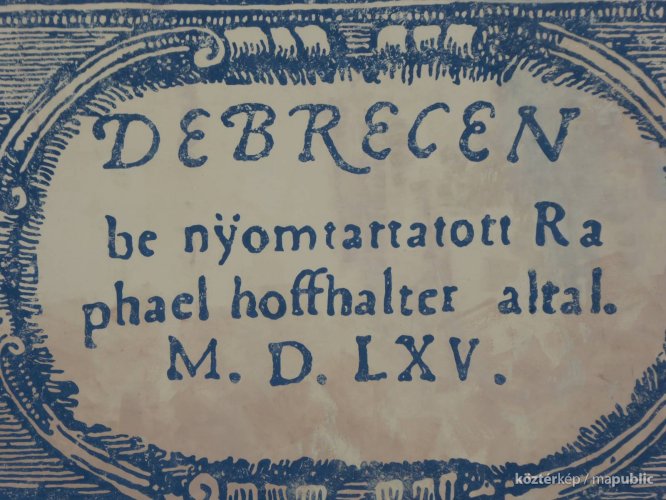 DEBRECEN
be nÿomtattatott Ra
phael hoffhalter altal.
M. D. LXV.
köztérkép / mapublic